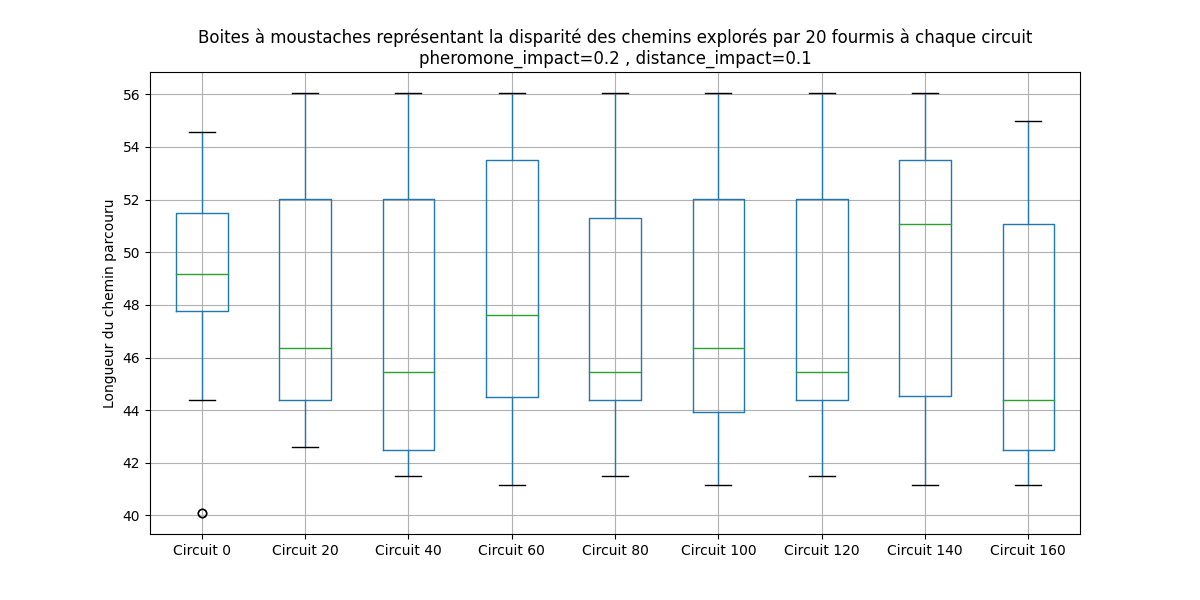 Boites à moustaches représentant la disparité des chemins explorés par 20 fourmis à chaque circuit
pheromone_impact=0.2 , distance_impact=0.1
Longueur du chemin parcouru
56
54
52
50
48
46
44
42
40
Circuit 0
Circuit 20
Circuit 40
Circuit 60
Circuit 80
Circuit 100
Circuit 120
Circuit 140
Circuit 160